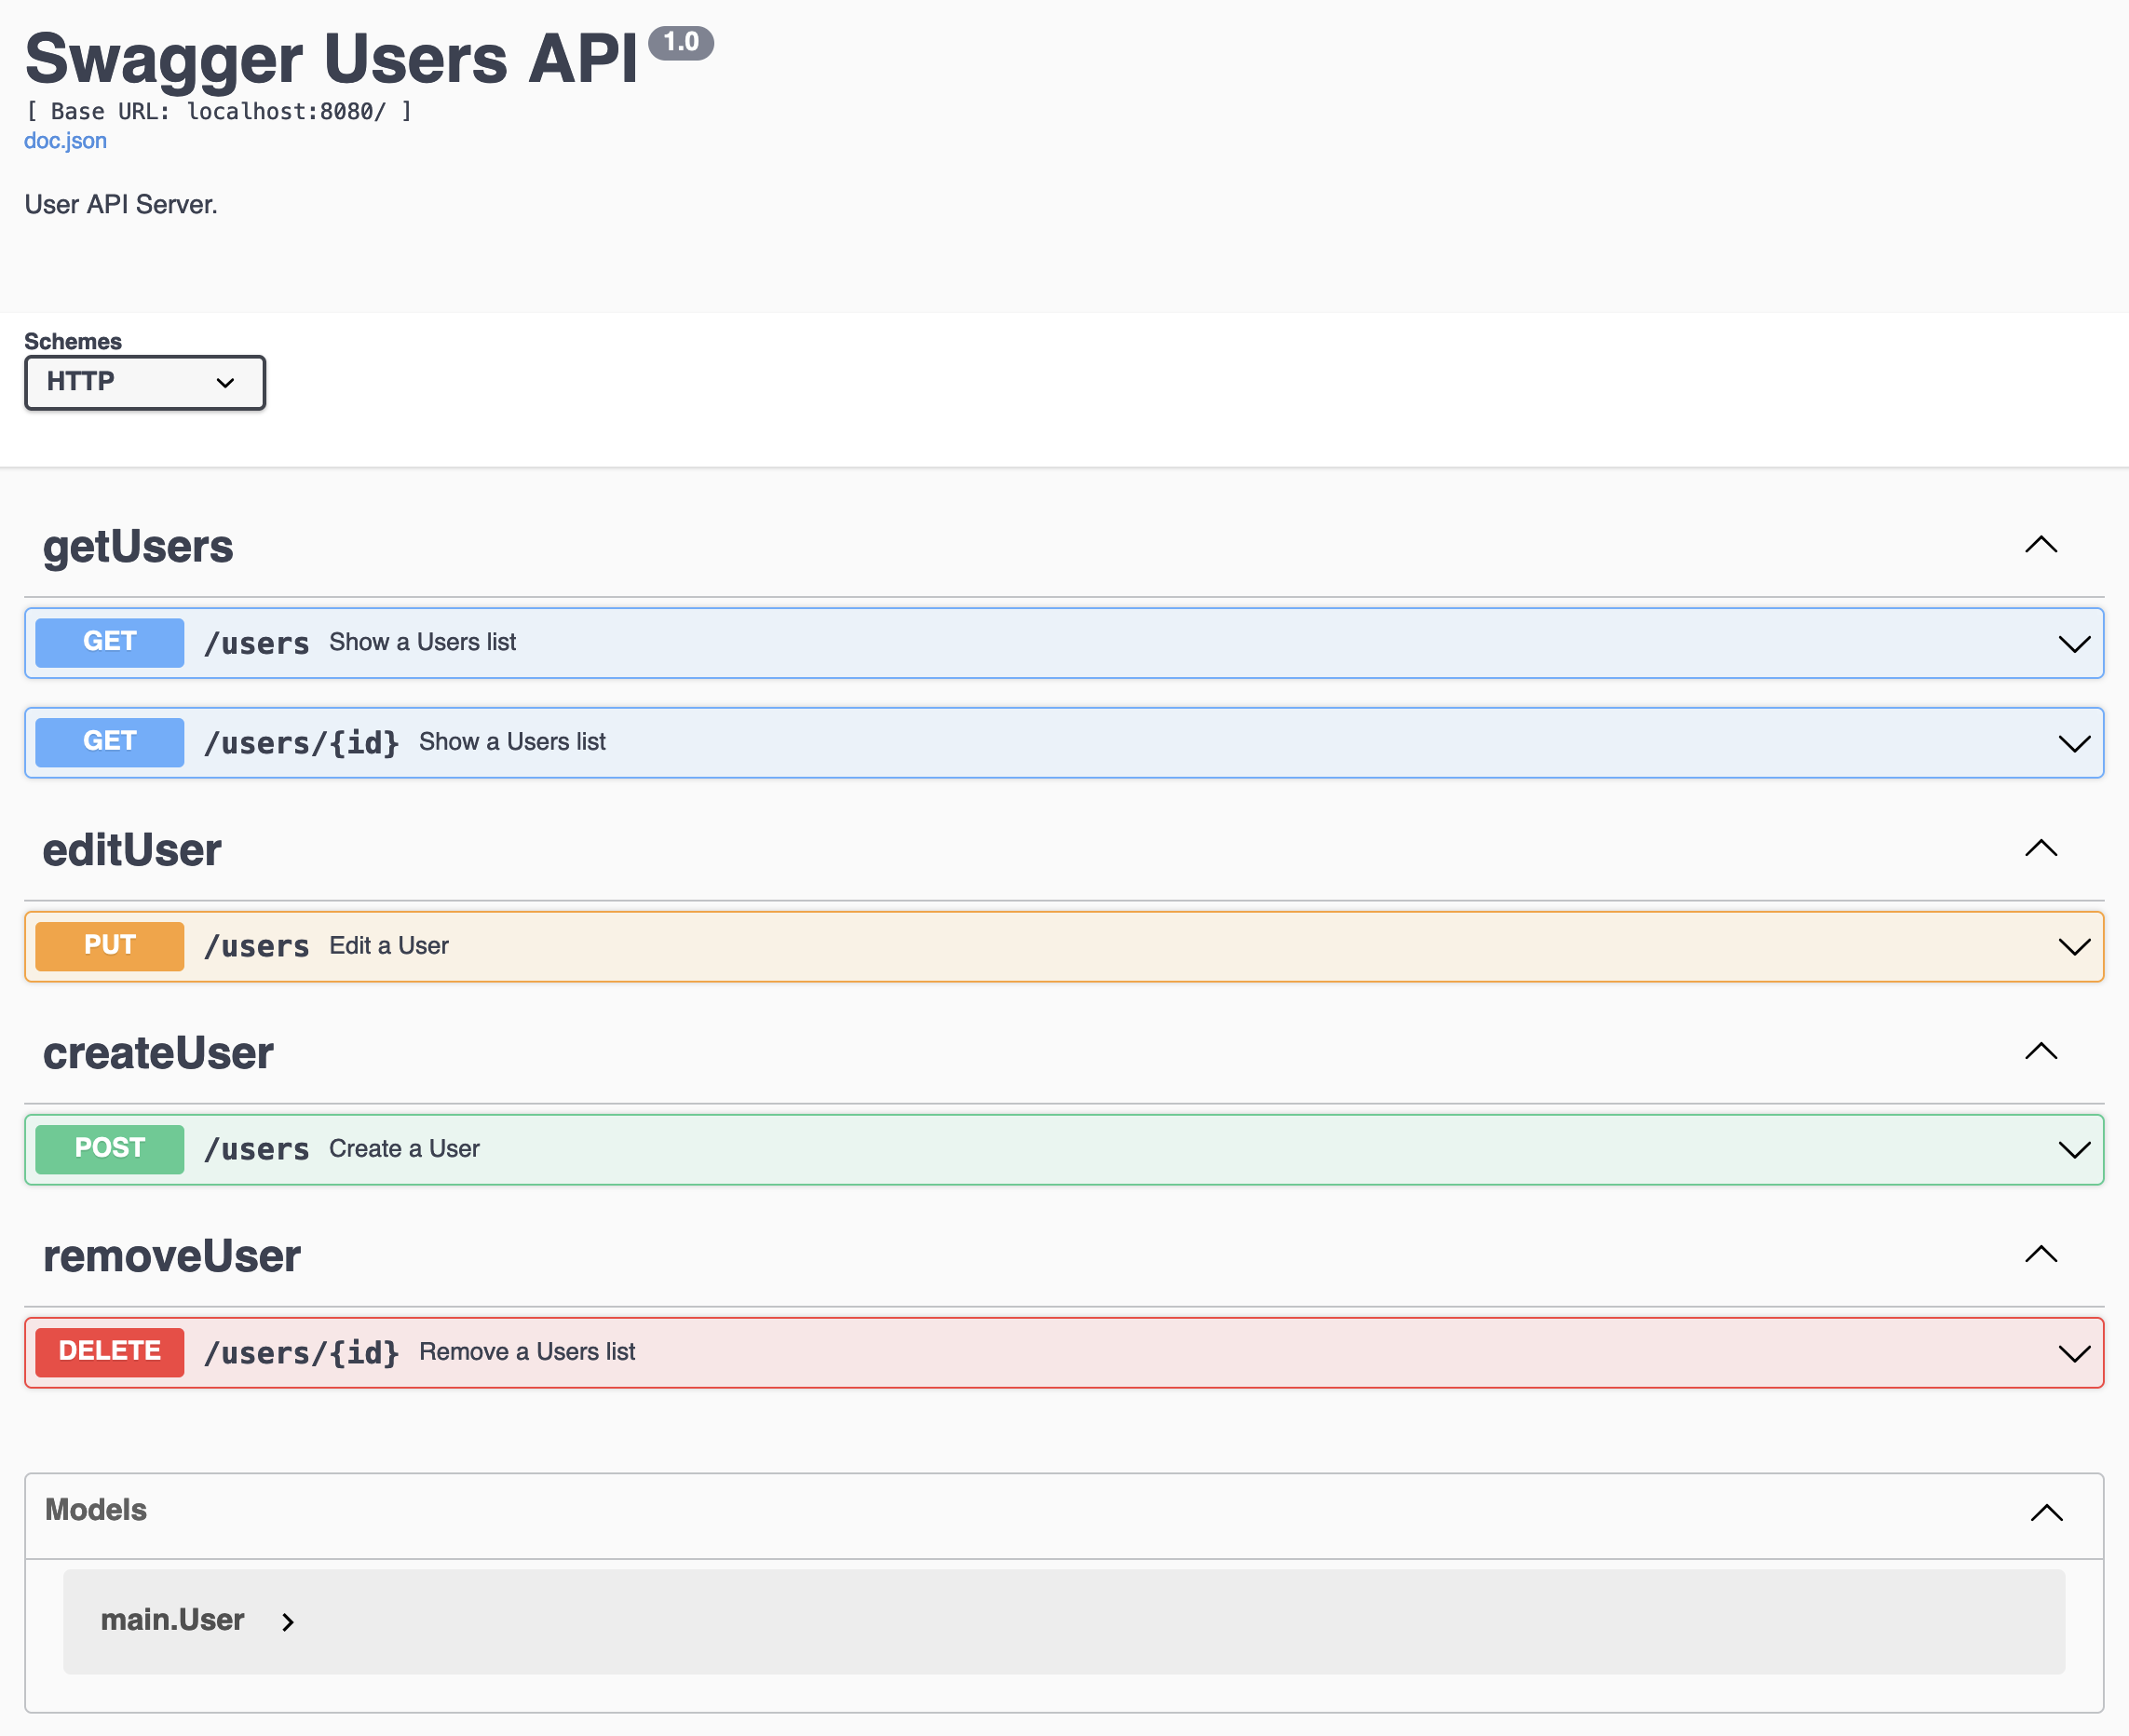 Swagger Users API 1.0
[ Base URL: localhost:8080/ ]
doc.json
User API Server.
Schemes
HTTP
getUsers
GET /users Show a Users list
GET /users/{id} Show a Users list
editUser
PUT /users Edit a User
createUser
POST /users Create a User
removeUser
DELETE /users/{id} Remove a Users list
Models
main.User